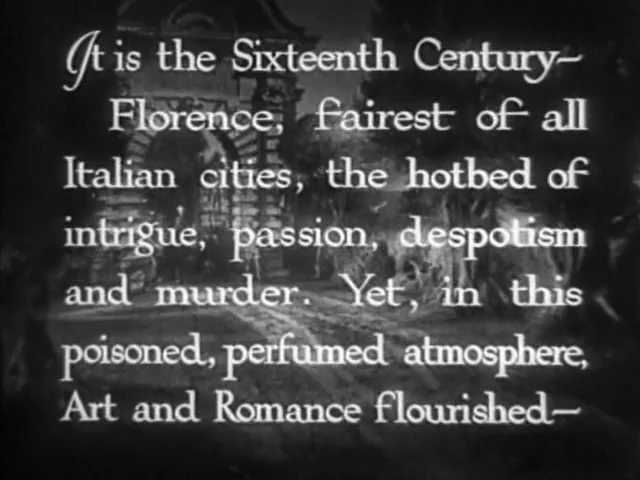 It is the Sixteenth Century—
Florence, fairest of all
Italian cities, the hotbed of
intrigue, passion, despotism
and murder. Yet, in this
poisoned, perfumed atmosphere,
Art and Romance flourished—